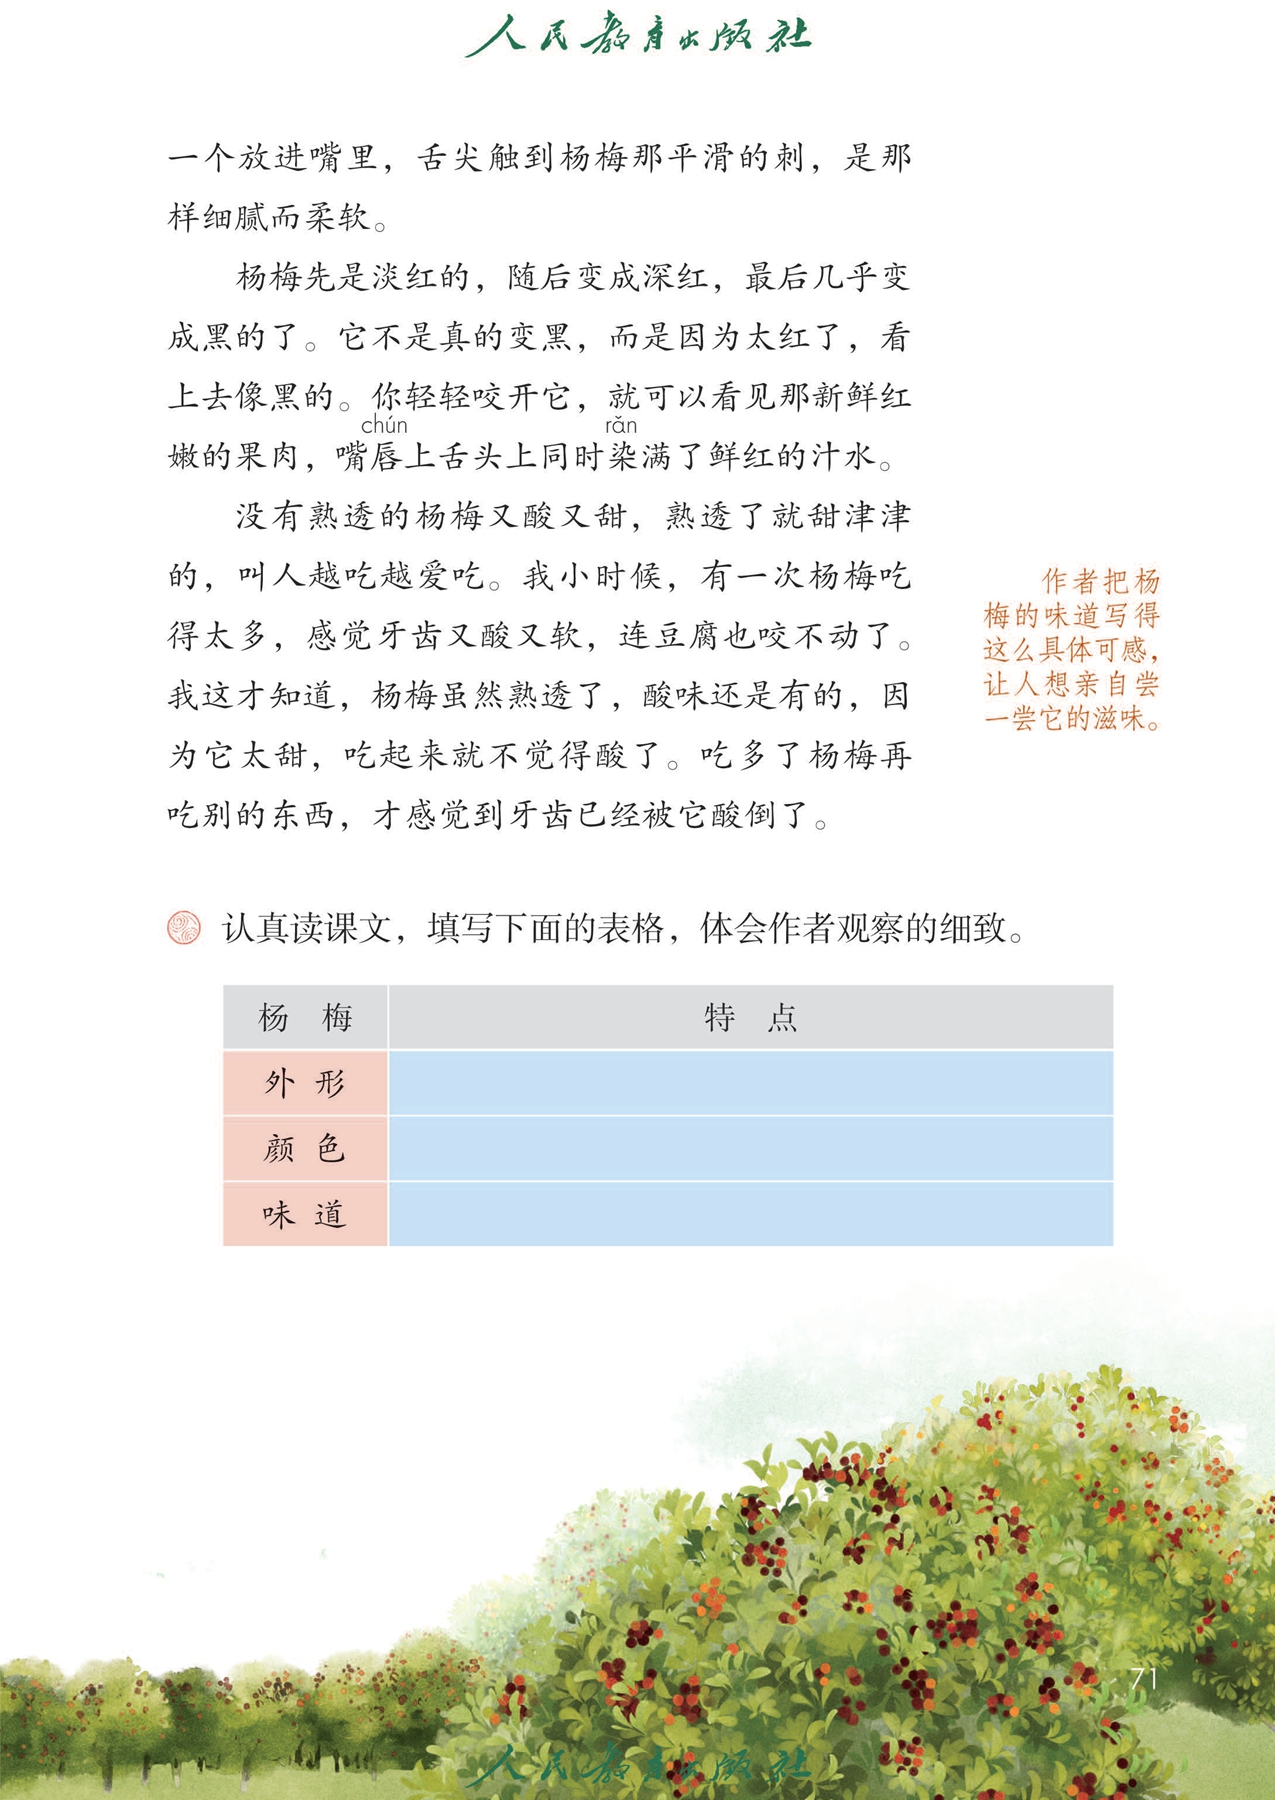 人民教育出版社
一个放进嘴里，舌尖触到杨梅那平滑的刺，是那
样细腻而柔软。
杨梅先是淡红的，随后变成深红，最后几乎变
成黑的了。它不是真的变黑，而是因为太红了，看
上去像黑的。你轻轻咬开它，就可以看见那新鲜红
chún rǎn
嫩的果肉，嘴唇上舌头上同时染满了鲜红的汁水。
没有熟透的杨梅又酸又甜，熟透了就甜津津
的，叫人越吃越爱吃。我小时候，有一次杨梅吃
得太多，感觉牙齿又酸又软，连豆腐也咬不动了。
我这才知道，杨梅虽然熟透了，酸味还是有的，因
为它太甜，吃起来就不觉得酸了。吃多了杨梅再
吃别的东西，才感觉到牙齿已经被它酸倒了。
作者把杨
梅的味道写得
这么具体可感，
让人想亲自尝
一尝它的滋味。
认真读课文，填写下面的表格，体会作者观察的细致。
杨 梅 特 点
外 形
颜 色
味 道
71
人民教育出版社